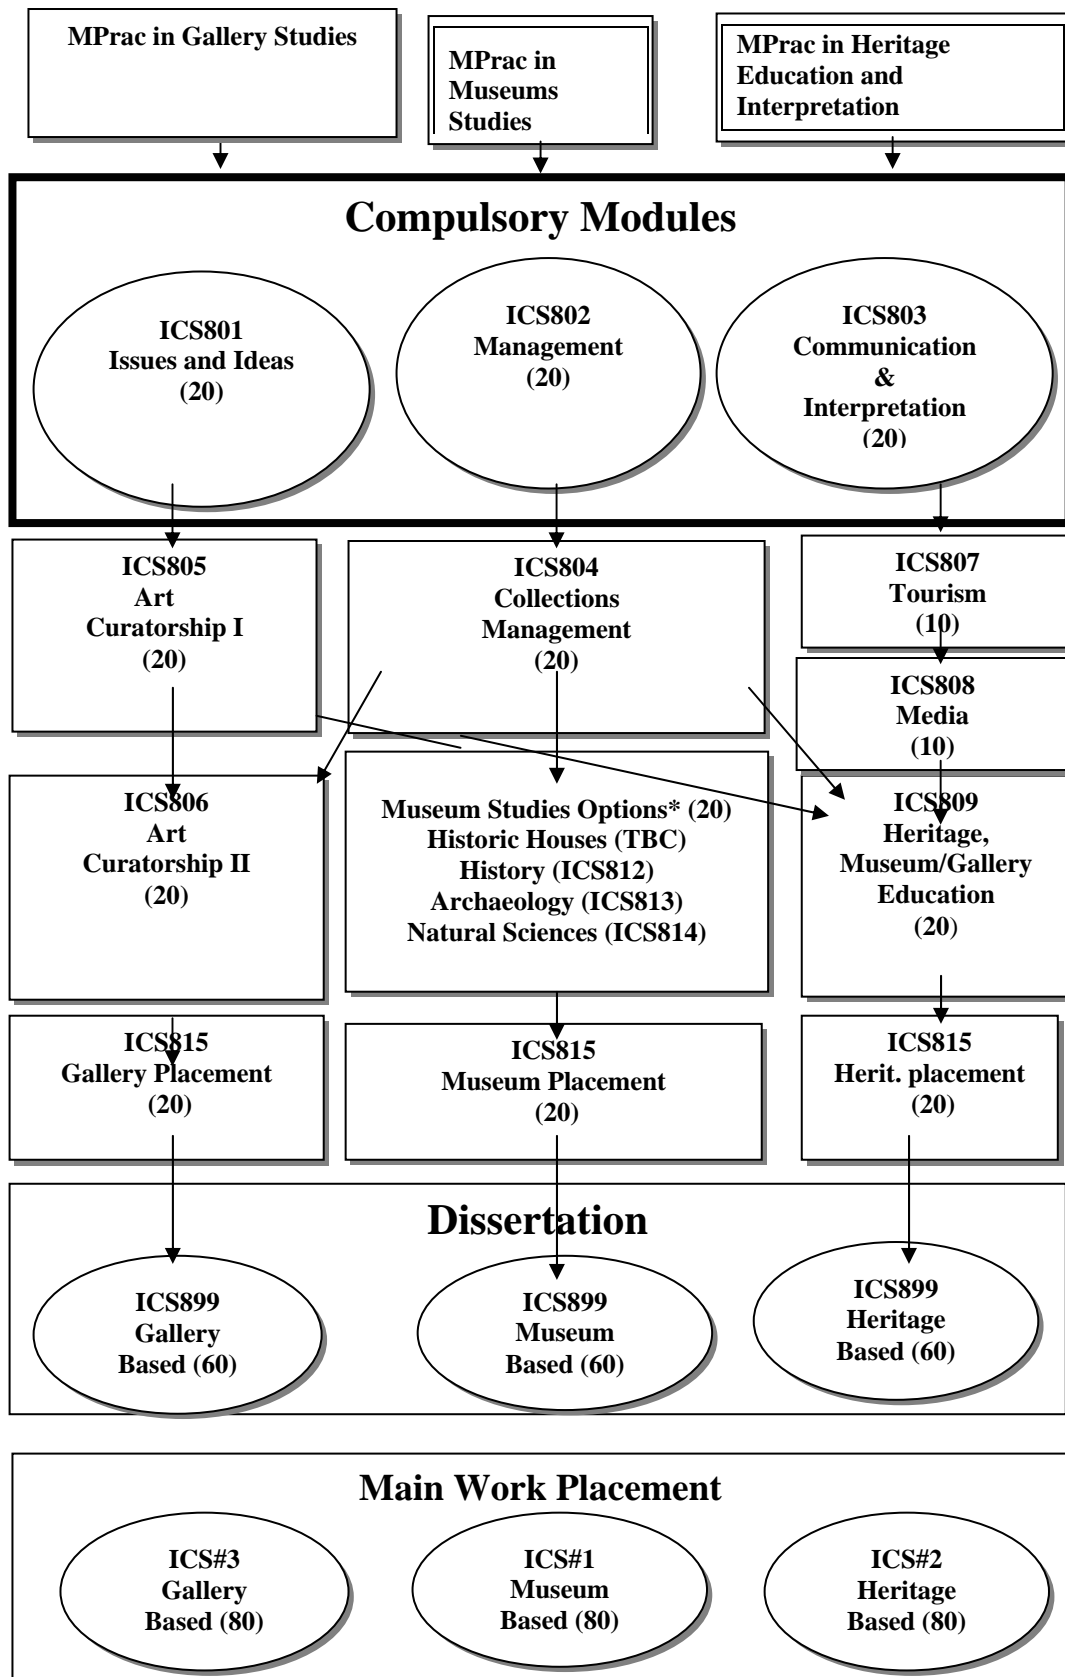 MPrac in Gallery Studies
MPrac in
Museums
Studies
MPrac in Heritage
Education and
Interpretation
Compulsory Modules
ICS801
Issues and Ideas
(20)
ICS802
Management
(20)
ICS803
Communication
&
Interpretation
(20)
ICS805
Art
Curatorship I
(20)
ICS804
Collections
Management
(20)
ICS807
Tourism
(10)
ICS808
Media
(10)
ICS806
Art
Curatorship II
(20)
Museum Studies Options* (20)
Historic Houses (TBC)
History (ICS812)
Archaeology (ICS813)
Natural Sciences (ICS814)
ICS809
Heritage,
Museum/Gallery
Education
(20)
ICS815
Gallery Placement
(20)
ICS815
Museum Placement
(20)
ICS815
Herit. placement
(20)
Dissertation
ICS899
Gallery
Based (60)
ICS899
Museum
Based (60)
ICS899
Heritage
Based (60)
Main Work Placement
ICS#3
Gallery
Based (80)
ICS#1
Museum
Based (80)
ICS#2
Heritage
Based (80)